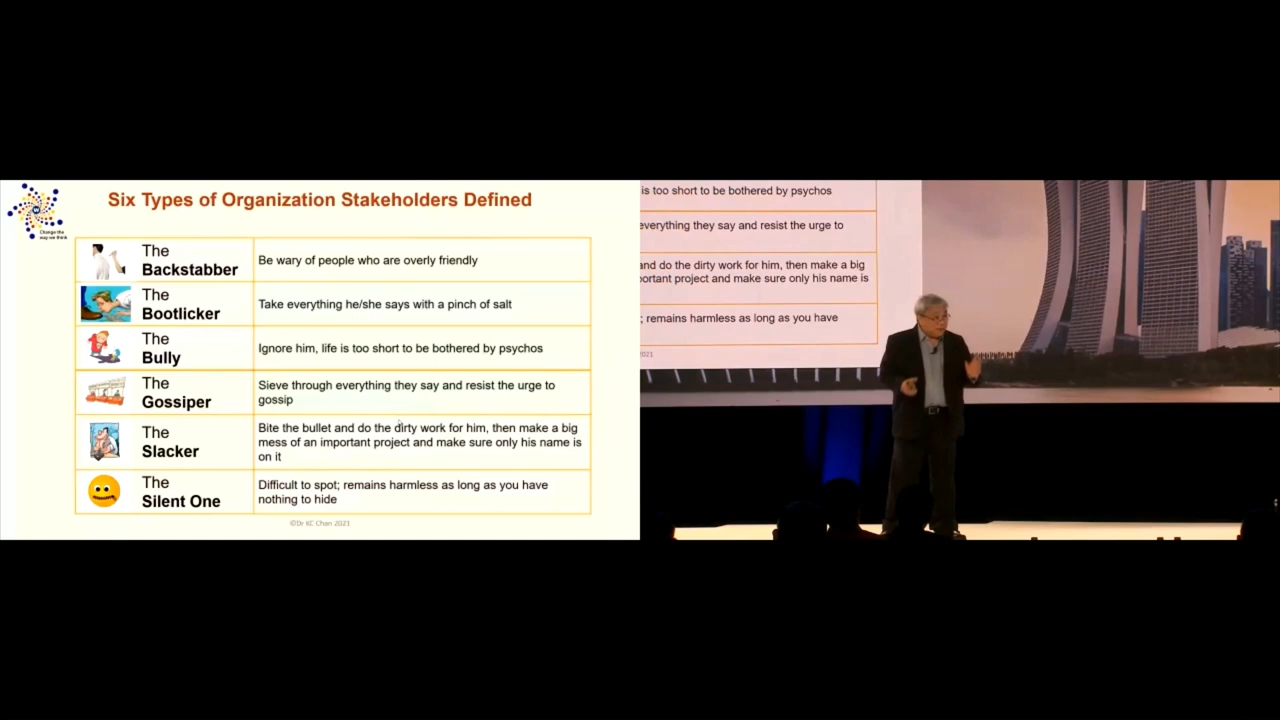 Six Types of Organization Stakeholders Defined
W
Change the
way we think
The
Backstabber
Be wary of people who are overly friendly
The
Bootlicker
Take everything he/she says with a pinch of salt
The
Bully
Ignore him, life is too short to be bothered by psychos
The
Gossiper
Sieve through everything they say and resist the urge to
gossip
The
Slacker
Bite the bullet and do the dirty work for him, then make a big
mess of an important project and make sure only his name is
on it
The
Silent One
Difficult to spot; remains harmless as long as you have
nothing to hide
©Dr KC Chan 2021
is too short to be bothered by psychos
everything they say and resist the urge to
and do the dirty work for him, then make a big
portant project and make sure only his name is
; remains harmless as long as you have
2021